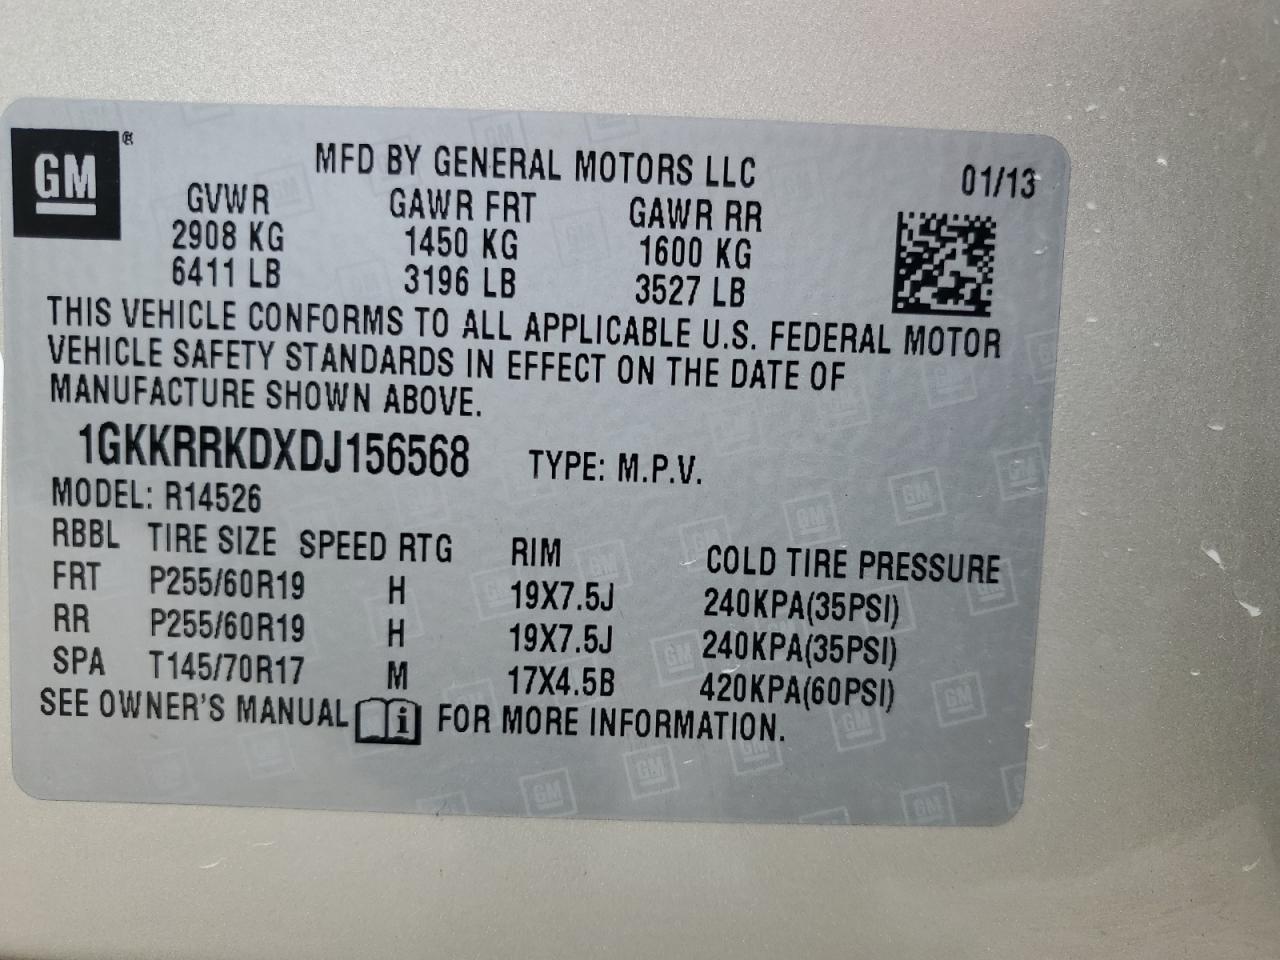 GM ®
MFD BY GENERAL MOTORS LLC 01/13
GVWR GAWR FRT GAWR RR
2908 KG 1450 KG 1600 KG
6411 LB 3196 LB 3527 LB
THIS VEHICLE CONFORMS TO ALL APPLICABLE U.S. FEDERAL MOTOR
VEHICLE SAFETY STANDARDS IN EFFECT ON THE DATE OF
MANUFACTURE SHOWN ABOVE.
1GKKRRKDXDJ156568 TYPE: M.P.V.
MODEL: R14526
RBBL TIRE SIZE SPEED RTG RIM COLD TIRE PRESSURE
FRT P255/60R19 H 19X7.5J 240KPA(35PSI)
RR P255/60R19 H 19X7.5J 240KPA(35PSI)
SPA T145/70R17 M 17X4.5B 420KPA(60PSI)
SEE OWNER'S MANUAL i FOR MORE INFORMATION.